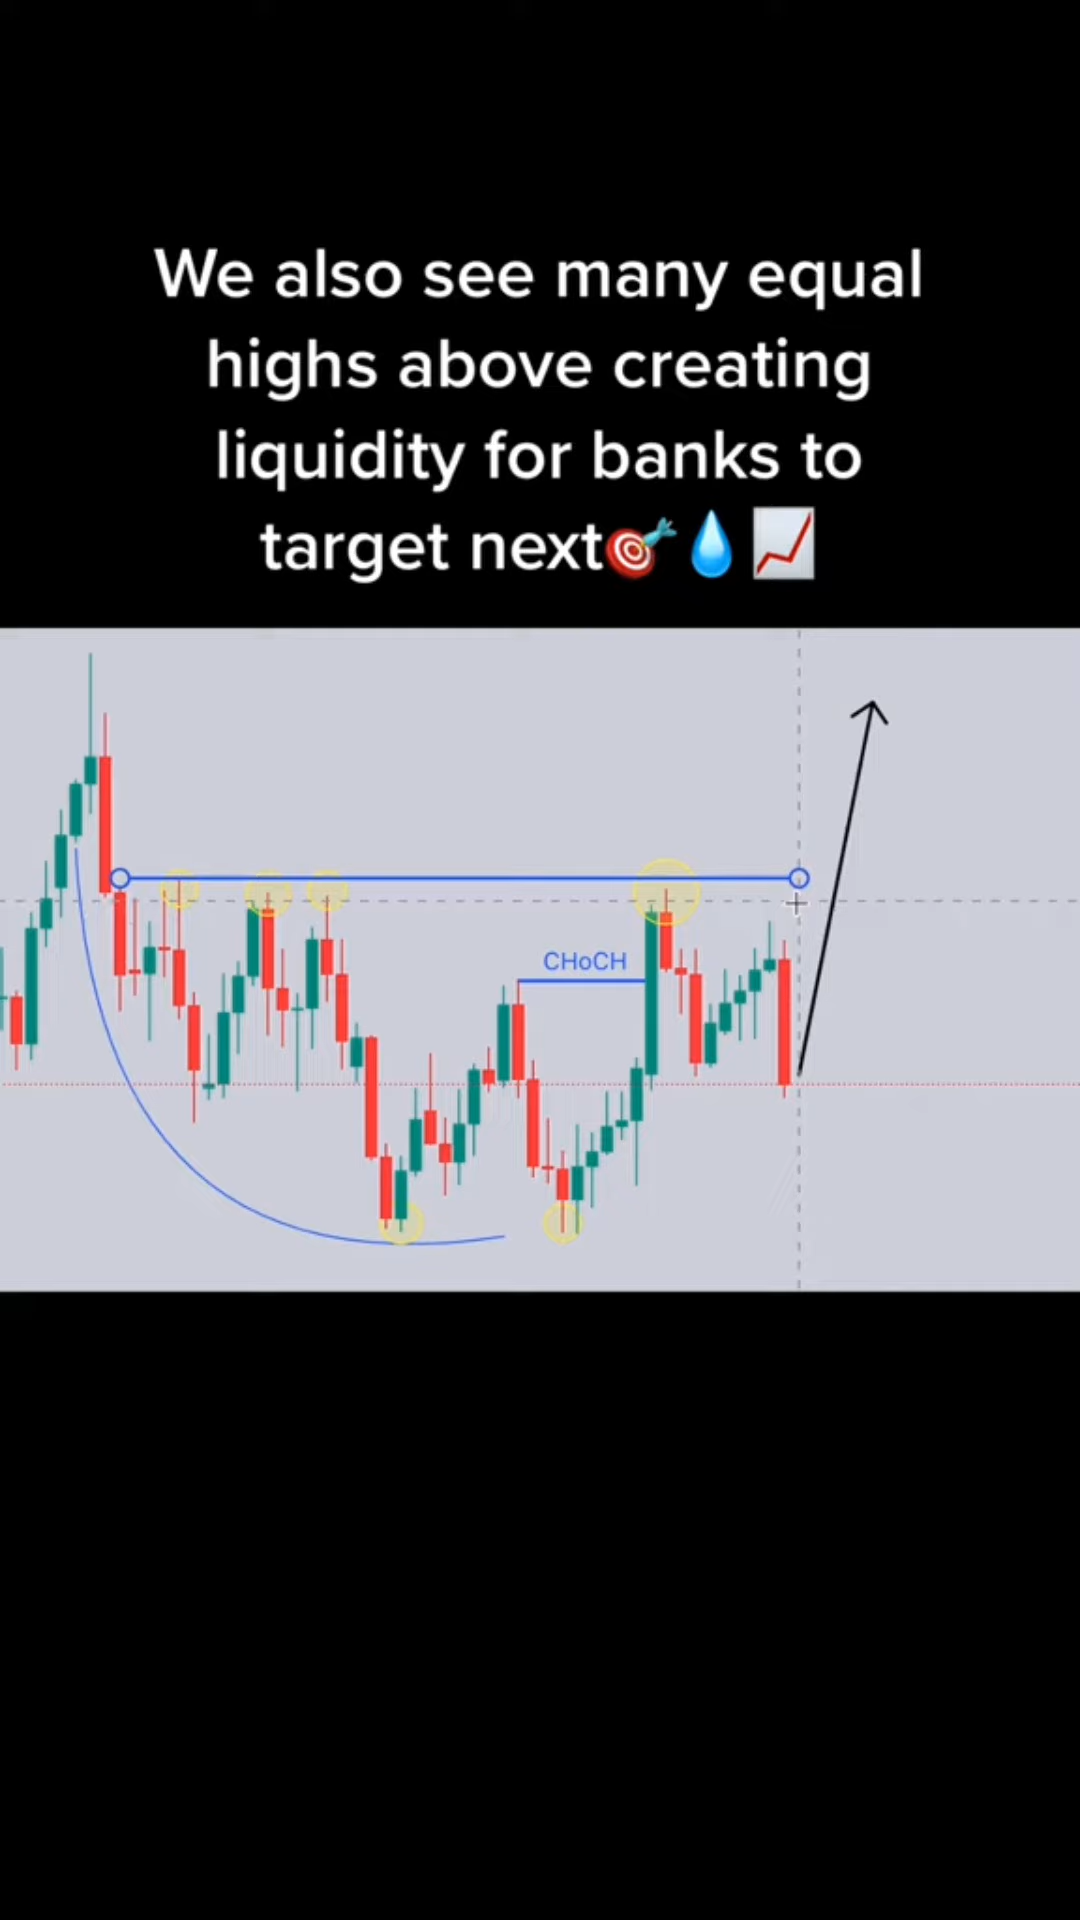 We also see many equal
highs above creating
liquidity for banks to
target next🎯💧📈
CHoCH